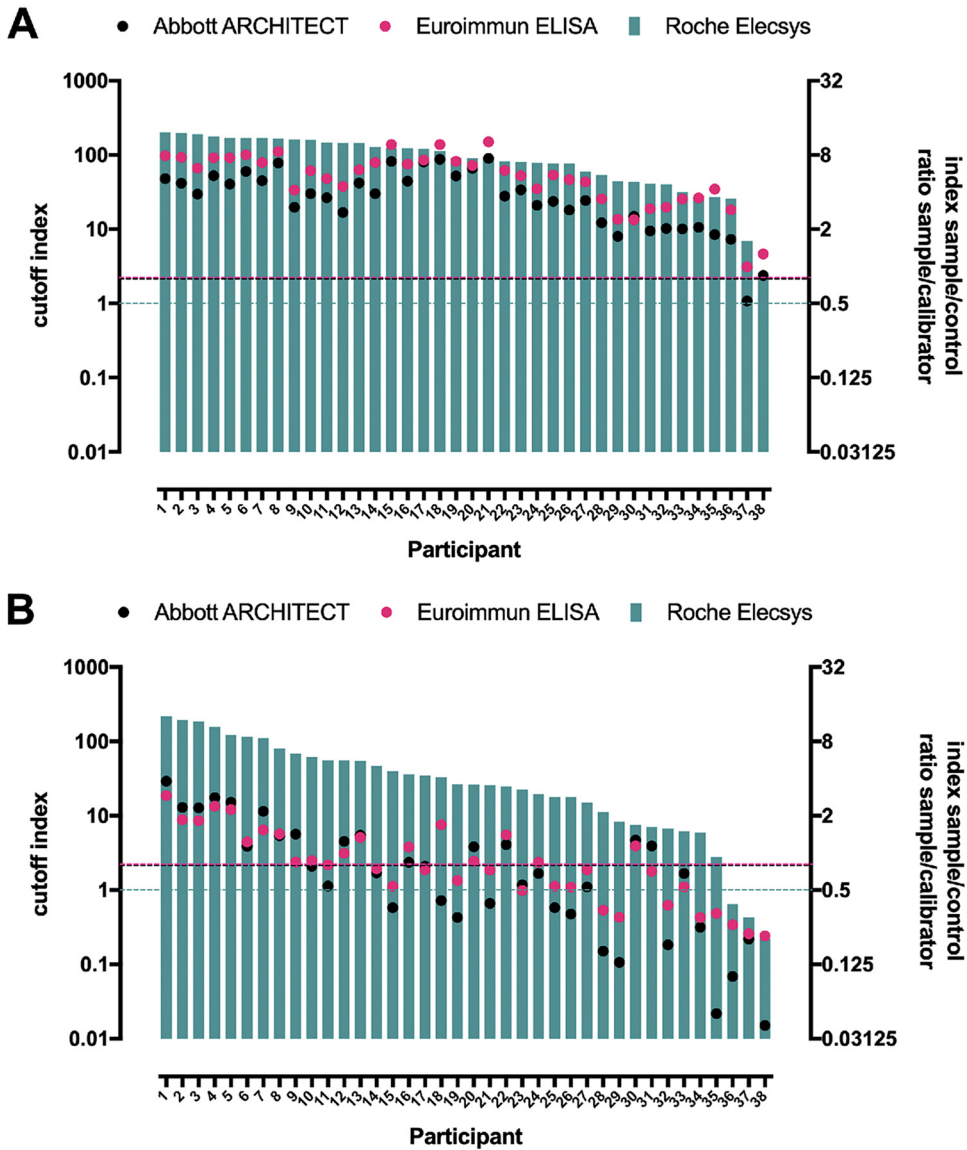 A
Abbott ARCHITECT Euroimmun ELISA Roche Elecsys
1000 32
100 8
10 2
1 0.5
0.1 0.125
0.01 0.03125
cutoff index
index sample/control
ratio sample/calibrator
1 2 3 4 5 6 7 8 9 10 11 12 13 14 15 16 17 18 19 20 21 22 23 24 25 26 27 28 29 30 31 32 33 34 35 36 37 38
Participant
B
Abbott ARCHITECT Euroimmun ELISA Roche Elecsys
1000 32
100 8
10 2
1 0.5
0.1 0.125
0.01 0.03125
cutoff index
index sample/control
ratio sample/calibrator
1 2 3 4 5 6 7 8 9 10 11 12 13 14 15 16 17 18 19 20 21 22 23 24 25 26 27 28 29 30 31 32 33 34 35 36 37 38
Participant